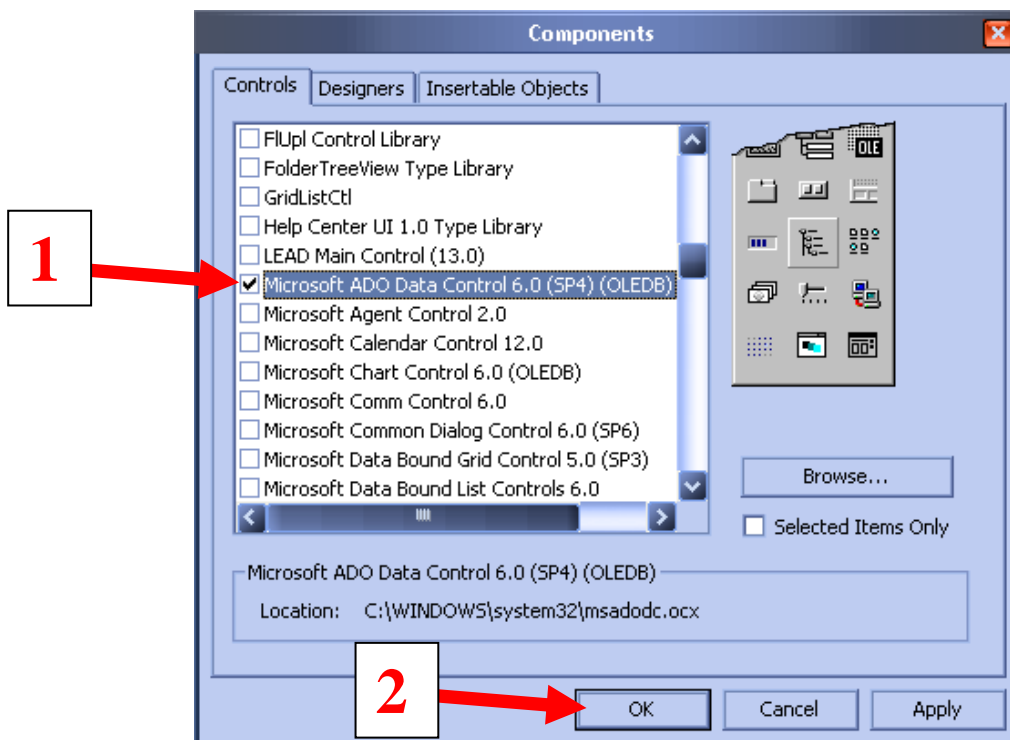 Components
Controls
Designers
Insertable Objects
FlUpl Control Library
FolderTreeView Type Library
GridListCtl
Help Center UI 1.0 Type Library
LEAD Main Control (13.0)
Microsoft ADO Data Control 6.0 (SP4) (OLEDB)
Microsoft Agent Control 2.0
Microsoft Calendar Control 12.0
Microsoft Chart Control 6.0 (OLEDB)
Microsoft Comm Control 6.0
Microsoft Common Dialog Control 6.0 (SP6)
Microsoft Data Bound Grid Control 5.0 (SP3)
Microsoft Data Bound List Controls 6.0
OLE
1
Browse...
Selected Items Only
Microsoft ADO Data Control 6.0 (SP4) (OLEDB)
Location: C:\WINDOWS\system32\msadodc.ocx
2
OK
Cancel
Apply